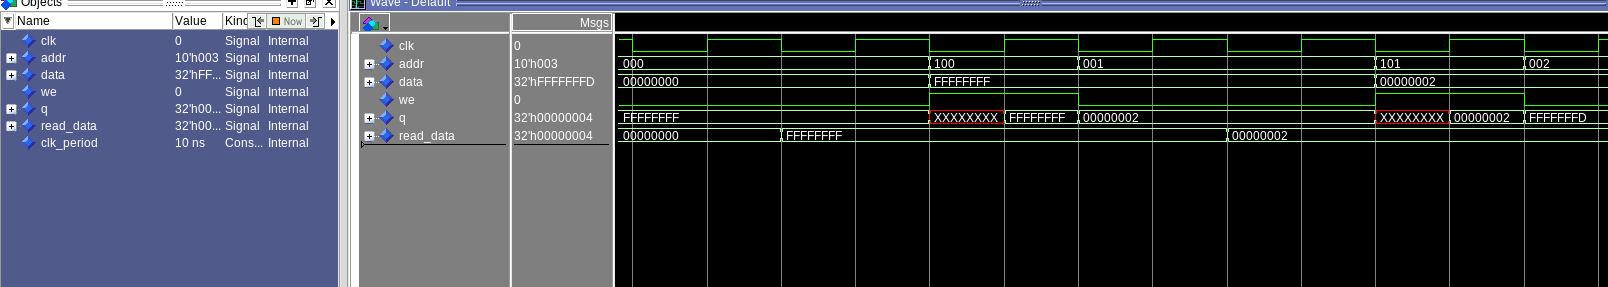 Objects
Wave - Default
Name Value Kind Now
clk 0 Signal Internal
addr 10'h003 Signal Internal
data 32'hFF... Signal Internal
we 0 Signal Internal
q 32'h00... Signal Internal
read_data 32'h00... Signal Internal
clk_period 10 ns Cons... Internal
Msgs
clk 0
addr 10'h003 000 100 001 101 002
data 32'hFFFFFFFD 00000000 FFFFFFFF 00000002
we 0
q 32'h00000004 FFFFFFFF XXXXXXXX FFFFFFFF 00000002 XXXXXXXX 00000002 FFFFFFFD
read_data 32'h00000004 00000000 FFFFFFFF 00000002